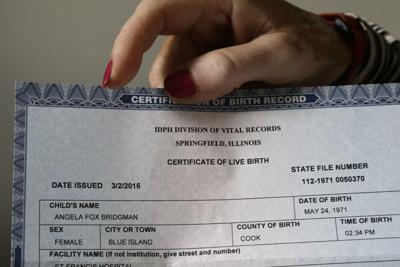 CERTIFICATION OF BIRTH RECORD
IDPH DIVISION OF VITAL RECORDS
SPRINGFIELD, ILLINOIS
CERTIFICATE OF LIVE BIRTH
STATE FILE NUMBER
DATE ISSUED 3/2/2016 112-1971 0050370
CHILD'S NAME DATE OF BIRTH
ANGELA FOX BRIDGMAN MAY 24, 1971
SEX CITY OR TOWN COUNTY OF BIRTH TIME OF BIRTH
FEMALE BLUE ISLAND COOK 02:34 PM
FACILITY NAME (If not institution, give street and number)
ST FRANCIS HOSPITAL